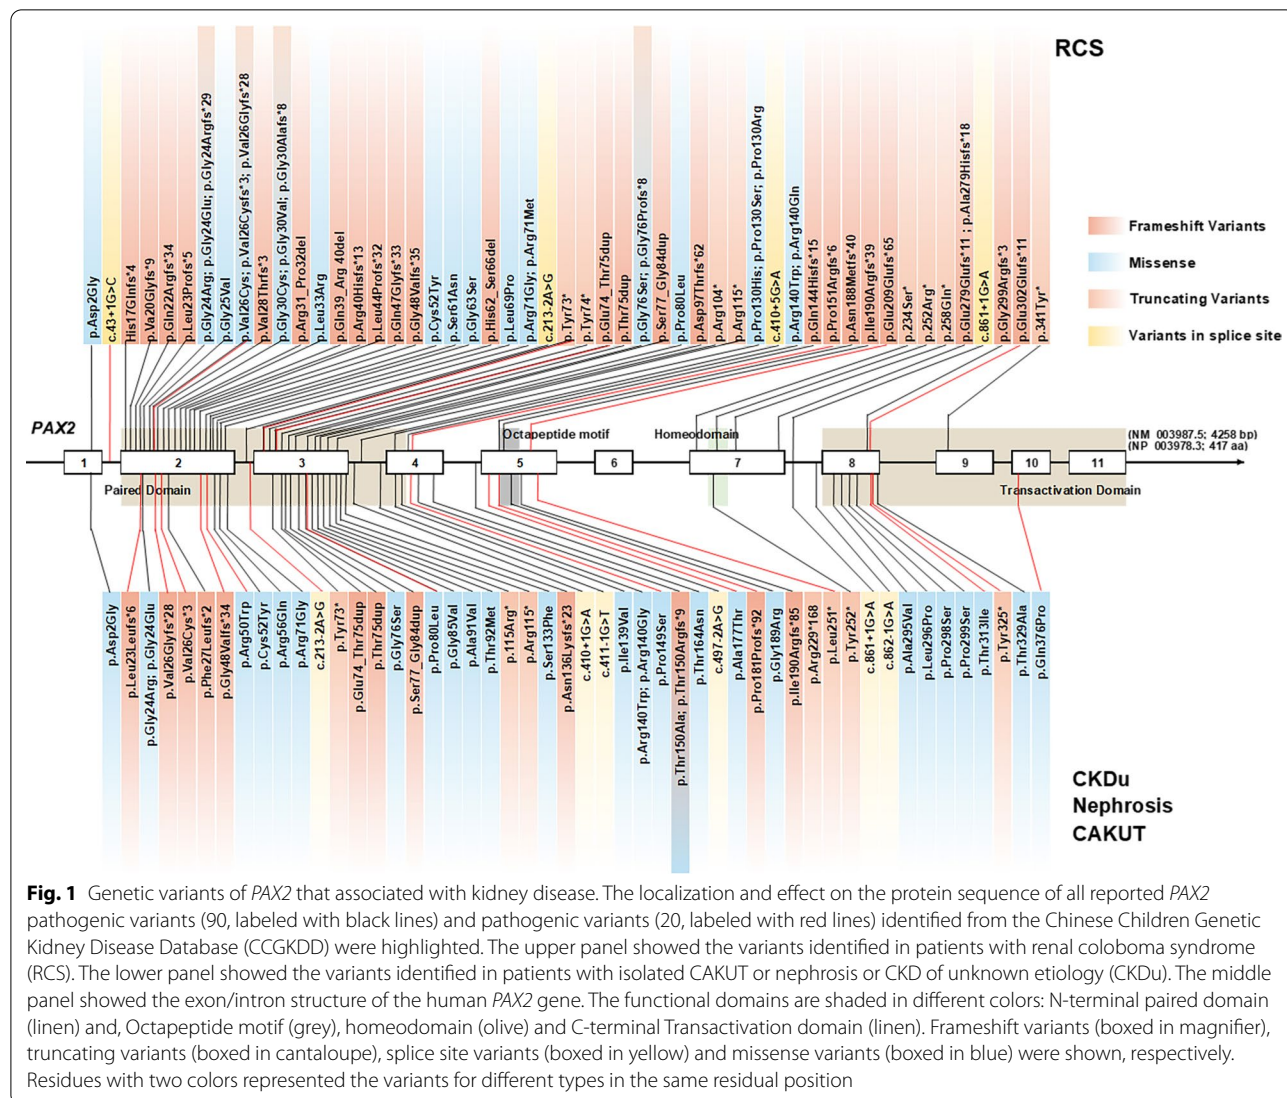 RCS
p.Asp2Gly
c.43+1G>C
His17Glnfs*4
p.Va20Glyfs*9
p.Gln22Argfs*34
p.Leu23Profs*5
p.Gly24Arg; p.Gly24Glu; p.Gly24Argfs*29
p.Gly25Val
p.Val26Cys; p.Val26Cysfs*3; p.Val26Glyfs*28
p.Val28Thrfs*3
p.Gly30Cys; p.Gly30Val; p.Gly30Alafs*8
p.Arg31_Pro32del
p.Leu33Arg
p.Gln39_Arg 40del
p.Arg40Hisfs*13
p.Leu44Profs*32
p.Gln47Glyfs*33
p.Gly48Valfs*35
p.Cys52Tyr
p.Ser61Asn
p.Gly63Ser
p.His62_Ser66del
p.Leu69Pro
p.Arg71Gly; p.Arg71Met
c.213-2A>G
p.Tyr73*
p.Tyr74*
p.Glu74_Thr75dup
p.Thr75dup
p.Gly76Ser; p.Gly76Profs*8
p.Ser77_Gly84dup
p.Pro80Leu
p.Asp97Thrfs*62
p.Arg104*
p.Arg115*
p.Pro130His; p.Pro130Ser; p.Pro130Arg
c.410+5G>A
p.Arg140Trp; p.Arg140Gln
p.Gln144Hisfs*15
p.Pro151Argfs*6
p.Asn188Metfs*40
p.Ile190Argfs*39
p.Glu209Glufs*65
p.234Ser*
p.252Arg*
p.258Gln*
p.Glu279Glufs*11 ; p.Ala279Hisfs*18
c.861+1G>A
p.Gly299Argfs*3
p.Glu302Glufs*11
p.341Tyr*
Frameshift Variants
Missense
Truncating Variants
Variants in splice site
PAX2
Octapeptide motif
Homeodomain
(NM 003987.5; 4258 bp)
(NP 003978.3; 417 aa)
1 2 3 4 5 6 7 8 9 10 11
Paired Domain
Transactivation Domain
p.Asp2Gly
p.Leu23Leufs*6
p.Gly24Arg; p.Gly24Glu
p.Val26Glyfs*28
p.Val26Cys*3
p.Phe27Leufs*2
p.Gly48Valfs*34
p.Arg50Trp
p.Cys52Tyr
p.Arg56Gln
p.Arg71Gly
c.213-2A>G
p.Tyr73*
p.Glu74_Thr75dup
p.Thr75dup
p.Gly76Ser
p.Ser77_Gly84dup
p.Pro80Leu
p.Gly85Val
p.Ala91Val
p.Thr92Met
p.115Arg*
p.Arg115*
p.Ser133Phe
p.Asn136Lysfs*23
c.410+1G>A
c.411-1G>T
p.Ile139Val
p.Arg140Trp; p.Arg140Gly
p.Pro149Ser
p.Thr150Ala; p.Thr150Argfs*9
p.Thr164Asn
c.497-2A>G
p.Ala177Thr
p.Pro181Profs*92
p.Gly189Arg
p.Ile190Argfs*85
p.Arg229*168
p.Leu251*
p.Tyr252*
c.861+1G>A
c.862-1G>A
p.Ala295Val
p.Leu296Pro
p.Pro298Ser
p.Pro299Ser
p.Thr313Ile
p.Tyr325*
p.Thr329Ala
p.Gln376Pro
CKDu
Nephrosis
CAKUT
Fig. 1 Genetic variants of PAX2 that associated with kidney disease. The localization and effect on the protein sequence of all reported PAX2
pathogenic variants (90, labeled with black lines) and pathogenic variants (20, labeled with red lines) identified from the Chinese Children Genetic
Kidney Disease Database (CCGKDD) were highlighted. The upper panel showed the variants identified in patients with renal coloboma syndrome
(RCS). The lower panel showed the variants identified in patients with isolated CAKUT or nephrosis or CKD of unknown etiology (CKDu). The middle
panel showed the exon/intron structure of the human PAX2 gene. The functional domains are shaded in different colors: N-terminal paired domain
(linen) and, Octapeptide motif (grey), homeodomain (olive) and C-terminal Transactivation domain (linen). Frameshift variants (boxed in magnifier),
truncating variants (boxed in cantaloupe), splice site variants (boxed in yellow) and missense variants (boxed in blue) were shown, respectively.
Residues with two colors represented the variants for different types in the same residual position